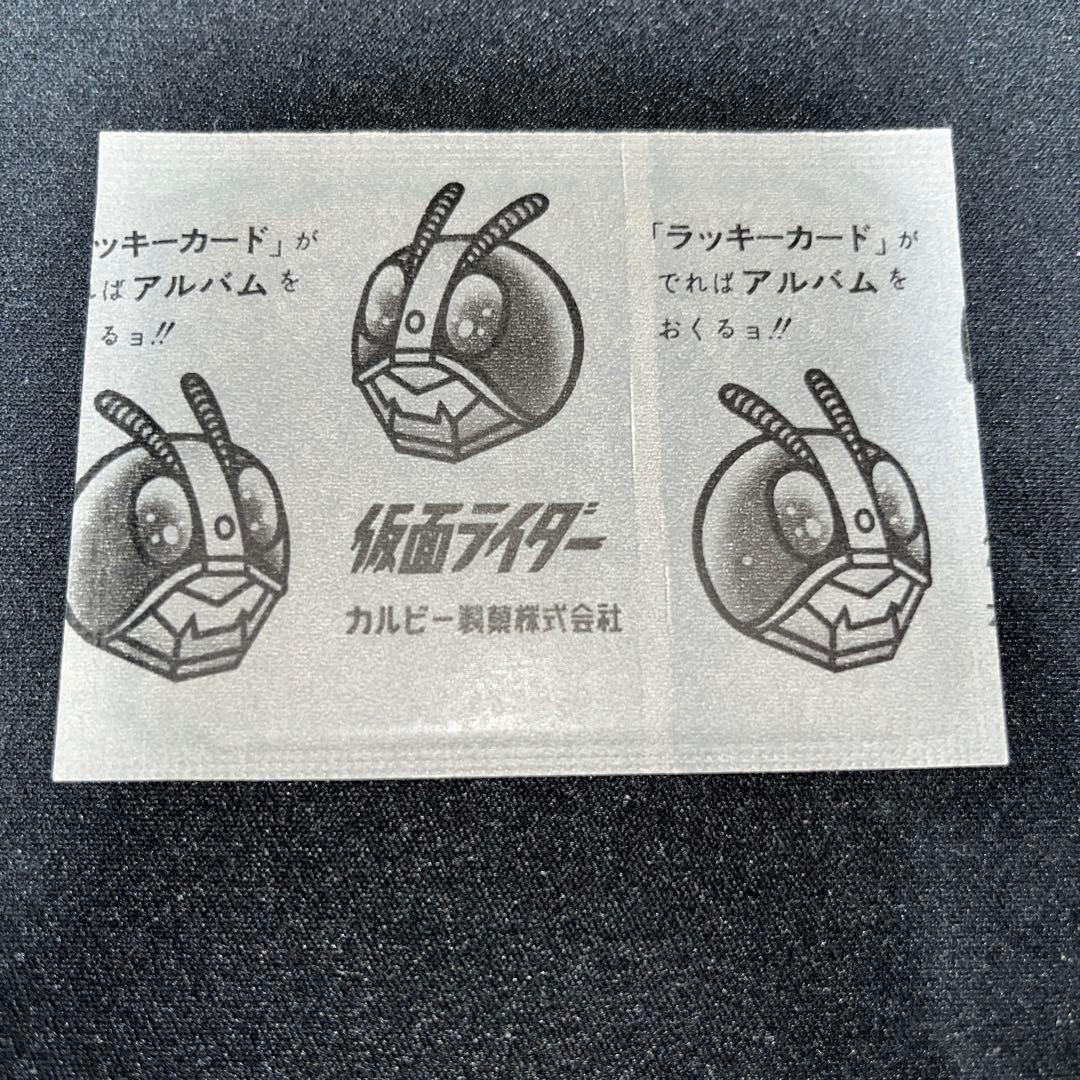 ッキーカード」が
ればアルバムを
るョ!!
仮面ライダー
カルビー製菓株式会社
「ラッキーカード」が
でればアルバムを
おくるョ!!